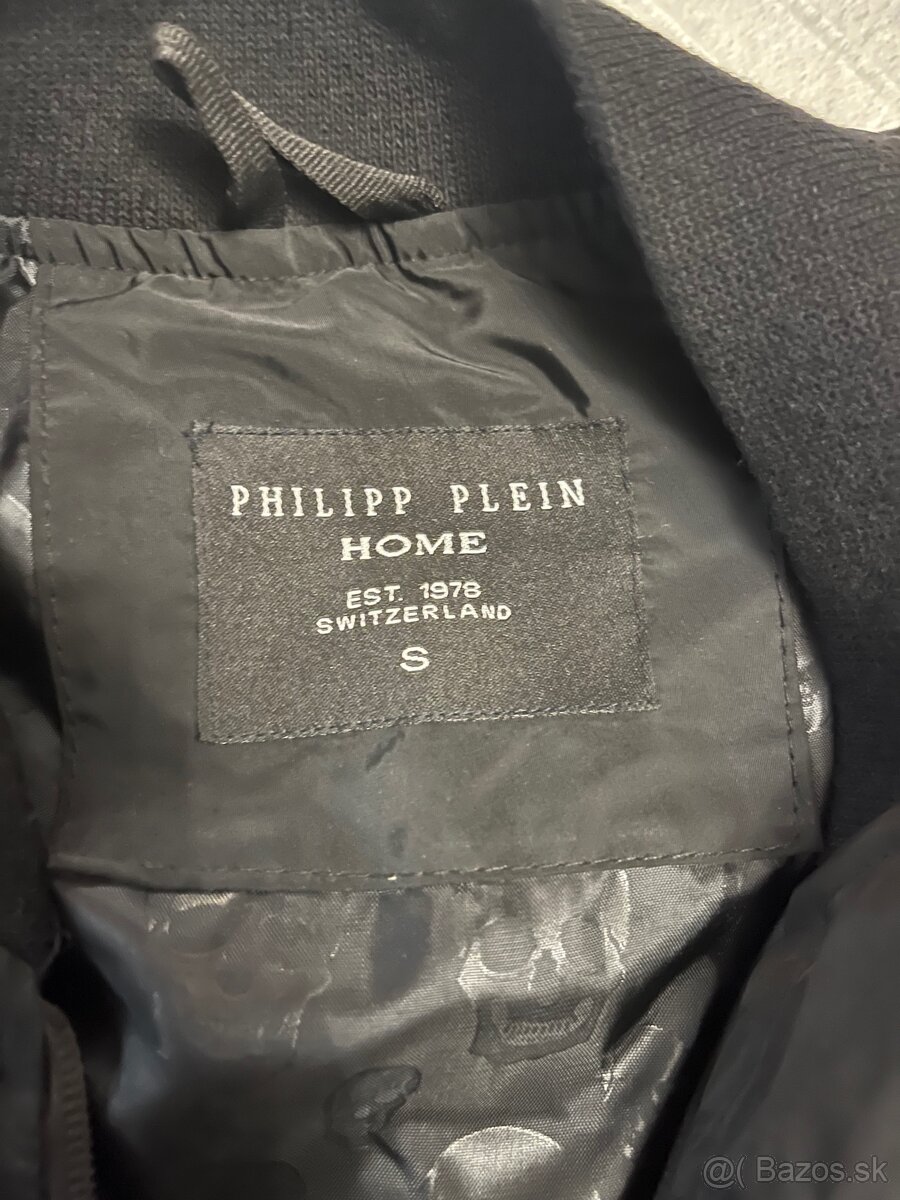 PHILIPP PLEIN
HOME
EST. 1978
SWITZERLAND
S
@( Bazos.sk